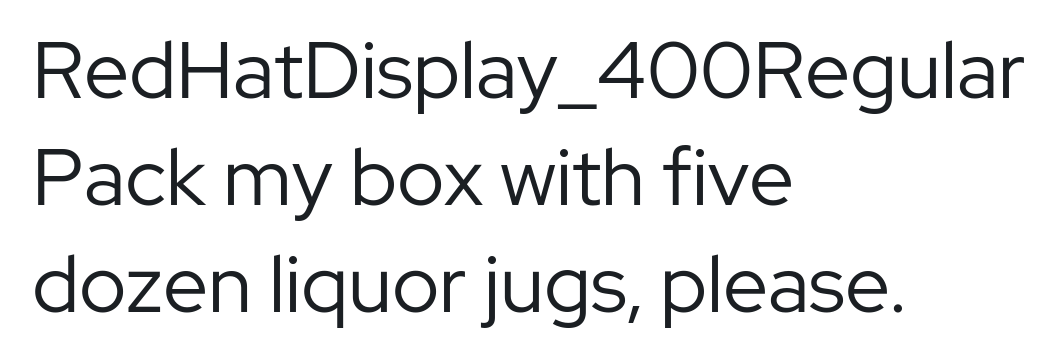 RedHatDisplay_400Regular
Pack my box with five
dozen liquor jugs, please.